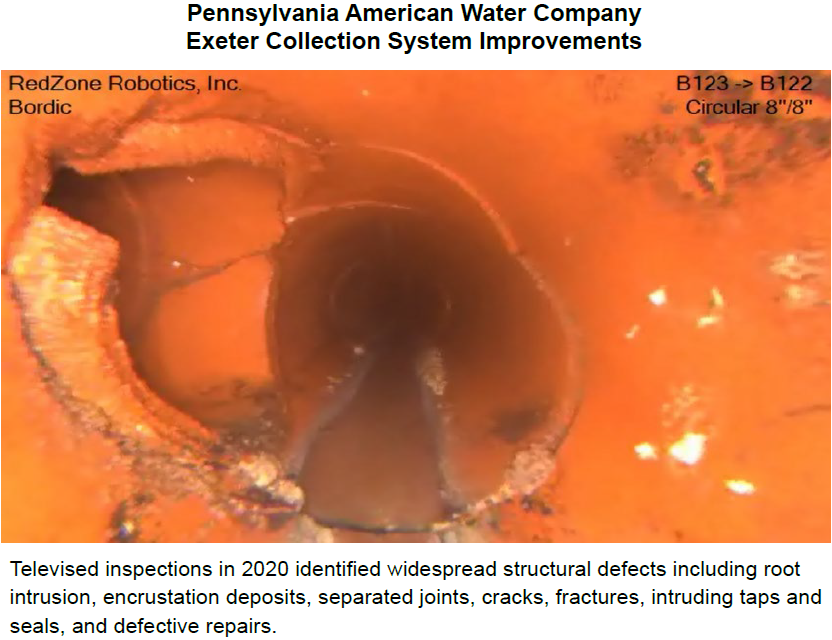 Pennsylvania American Water Company
Exeter Collection System Improvements
RedZone Robotics, Inc.
B123 -> B122
Bordic
Circular 8"/8"
Televised inspections in 2020 identified widespread structural defects including root
intrusion, encrustation deposits, separated joints, cracks, fractures, intruding taps and
seals, and defective repairs.